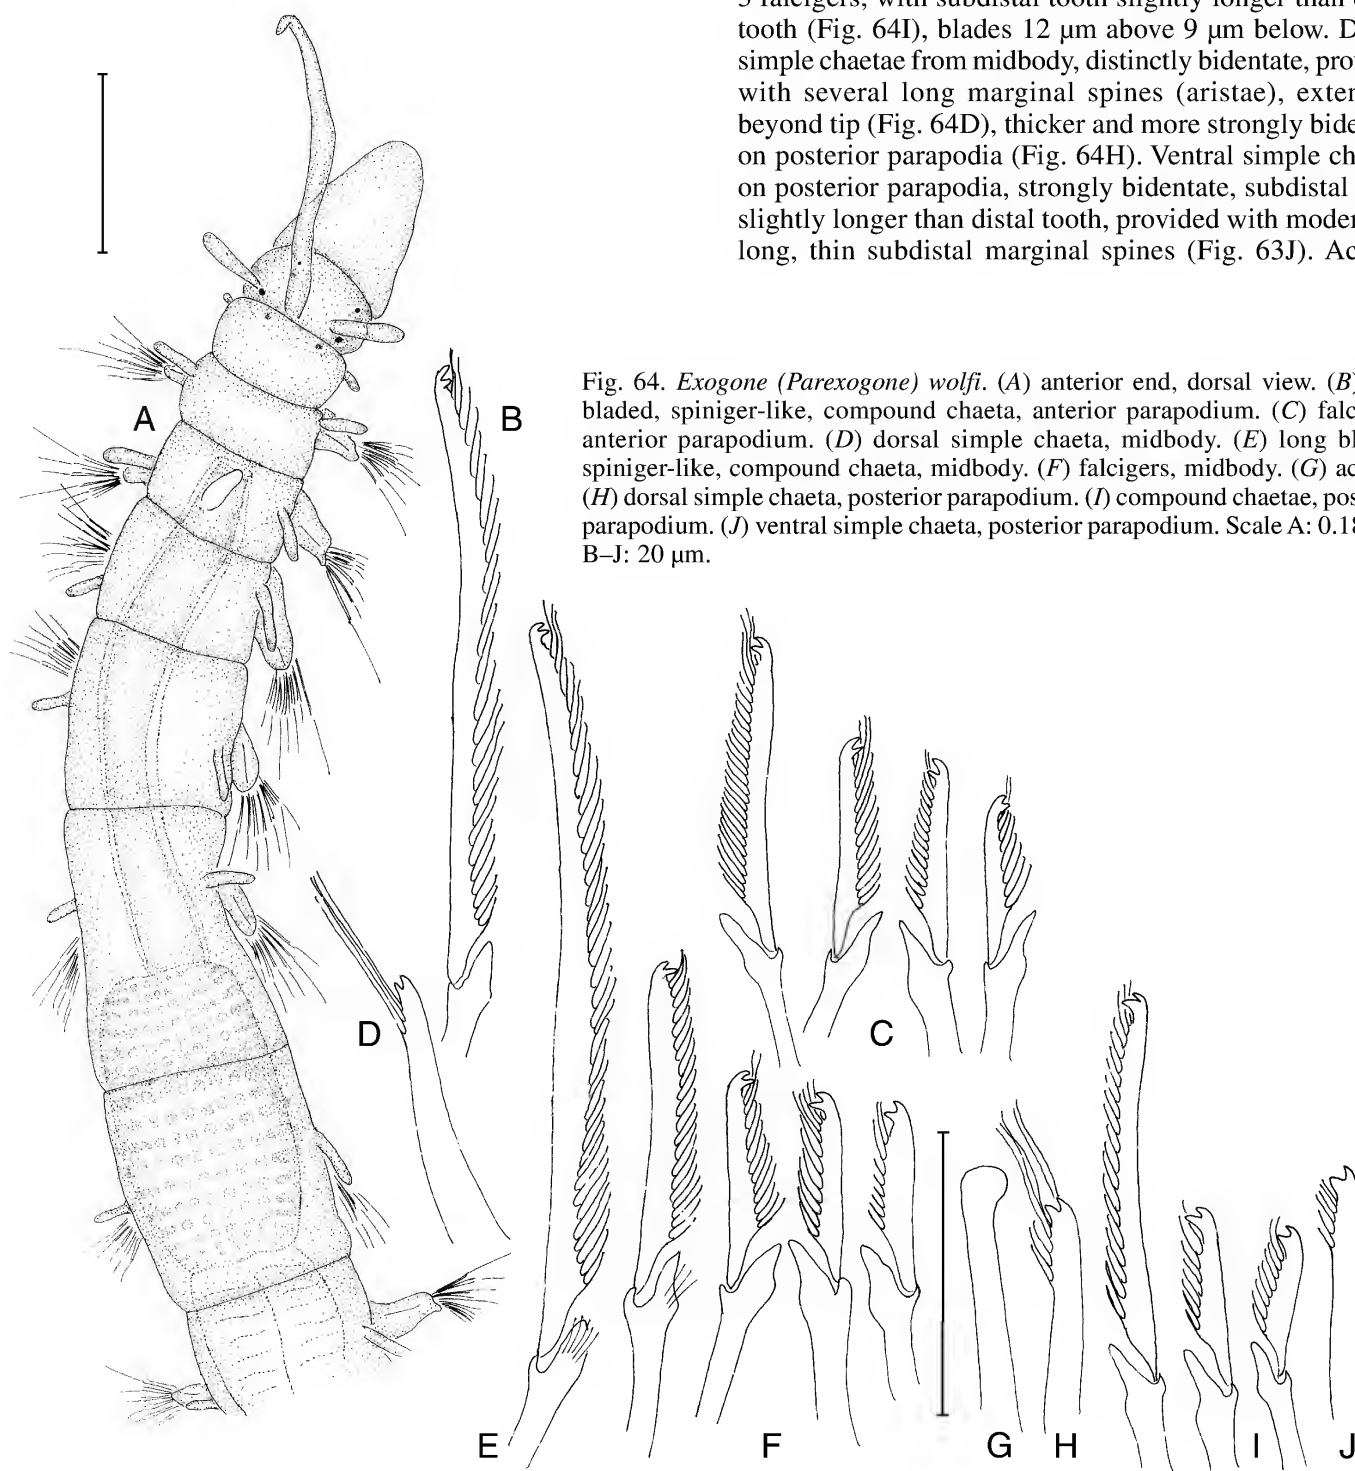 3 falcigers, with subdistal tooth slightly longer than
tooth (Fig. 64I), blades 12 µm above 9 µm below. D
simple chaetae from midbody, distinctly bidentate, pro
with several long marginal spines (aristae), exten
beyond tip (Fig. 64D), thicker and more strongly bide
on posterior parapodia (Fig. 64H). Ventral simple ch
on posterior parapodia, strongly bidentate, subdistal
slightly longer than distal tooth, provided with moder
long, thin subdistal marginal spines (Fig. 63J). Ac
Fig. 64. Exogone (Parexogone) wolfi. (A) anterior end, dorsal view. (B)
bladed, spiniger-like, compound chaeta, anterior parapodium. (C) falc
anterior parapodium. (D) dorsal simple chaeta, midbody. (E) long bl
spiniger-like, compound chaeta, midbody. (F) falcigers, midbody. (G) ac
(H) dorsal simple chaeta, posterior parapodium. (I) compound chaetae, pos
parapodium. (J) ventral simple chaeta, posterior parapodium. Scale A: 0.18
B–J: 20 µm.
A
B
D
C
E
F
G
H
I
J